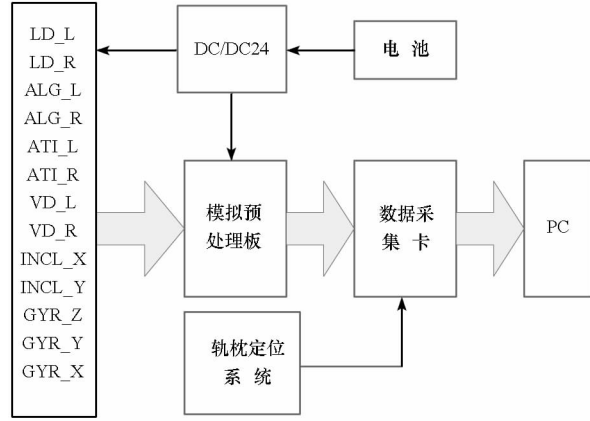 LD_L
LD_R
ALG_L
ALG_R
ATI_L
ATI_R
VD_L
VD_R
INCL_X
INCL_Y
GYR_Z
GYR_Y
GYR_X
DC/DC24
电 池
模拟预
处理板
数据采
集 卡
PC
轨枕定位
系 统